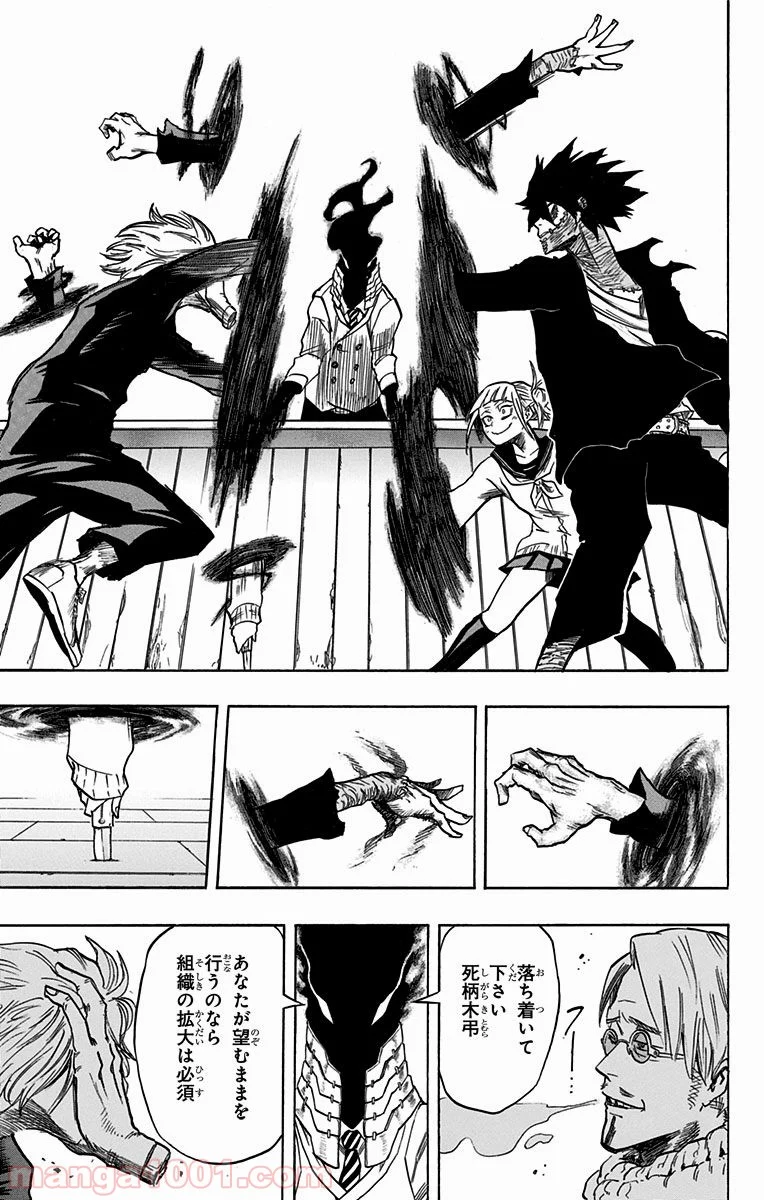 落ち着いて
下さい
死柄木弔
あなたが望むままを
行うのなら
組織の拡大は必須
manga1001.com